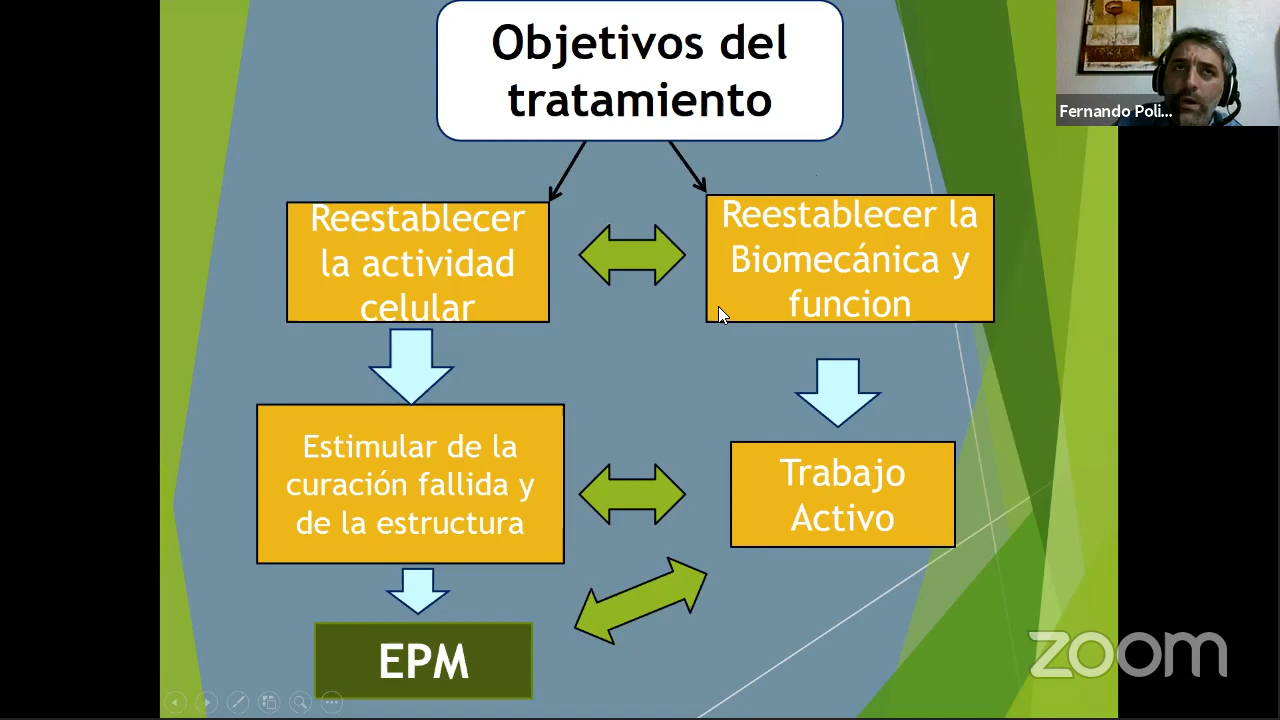 Objetivos del
tratamiento
Fernando Poli...
Reestablecer
la actividad
celular
Reestablecer la
Biomecánica y
funcion
Estimular de la
curación fallida y
de la estructura
Trabajo
Activo
EPM
zoom